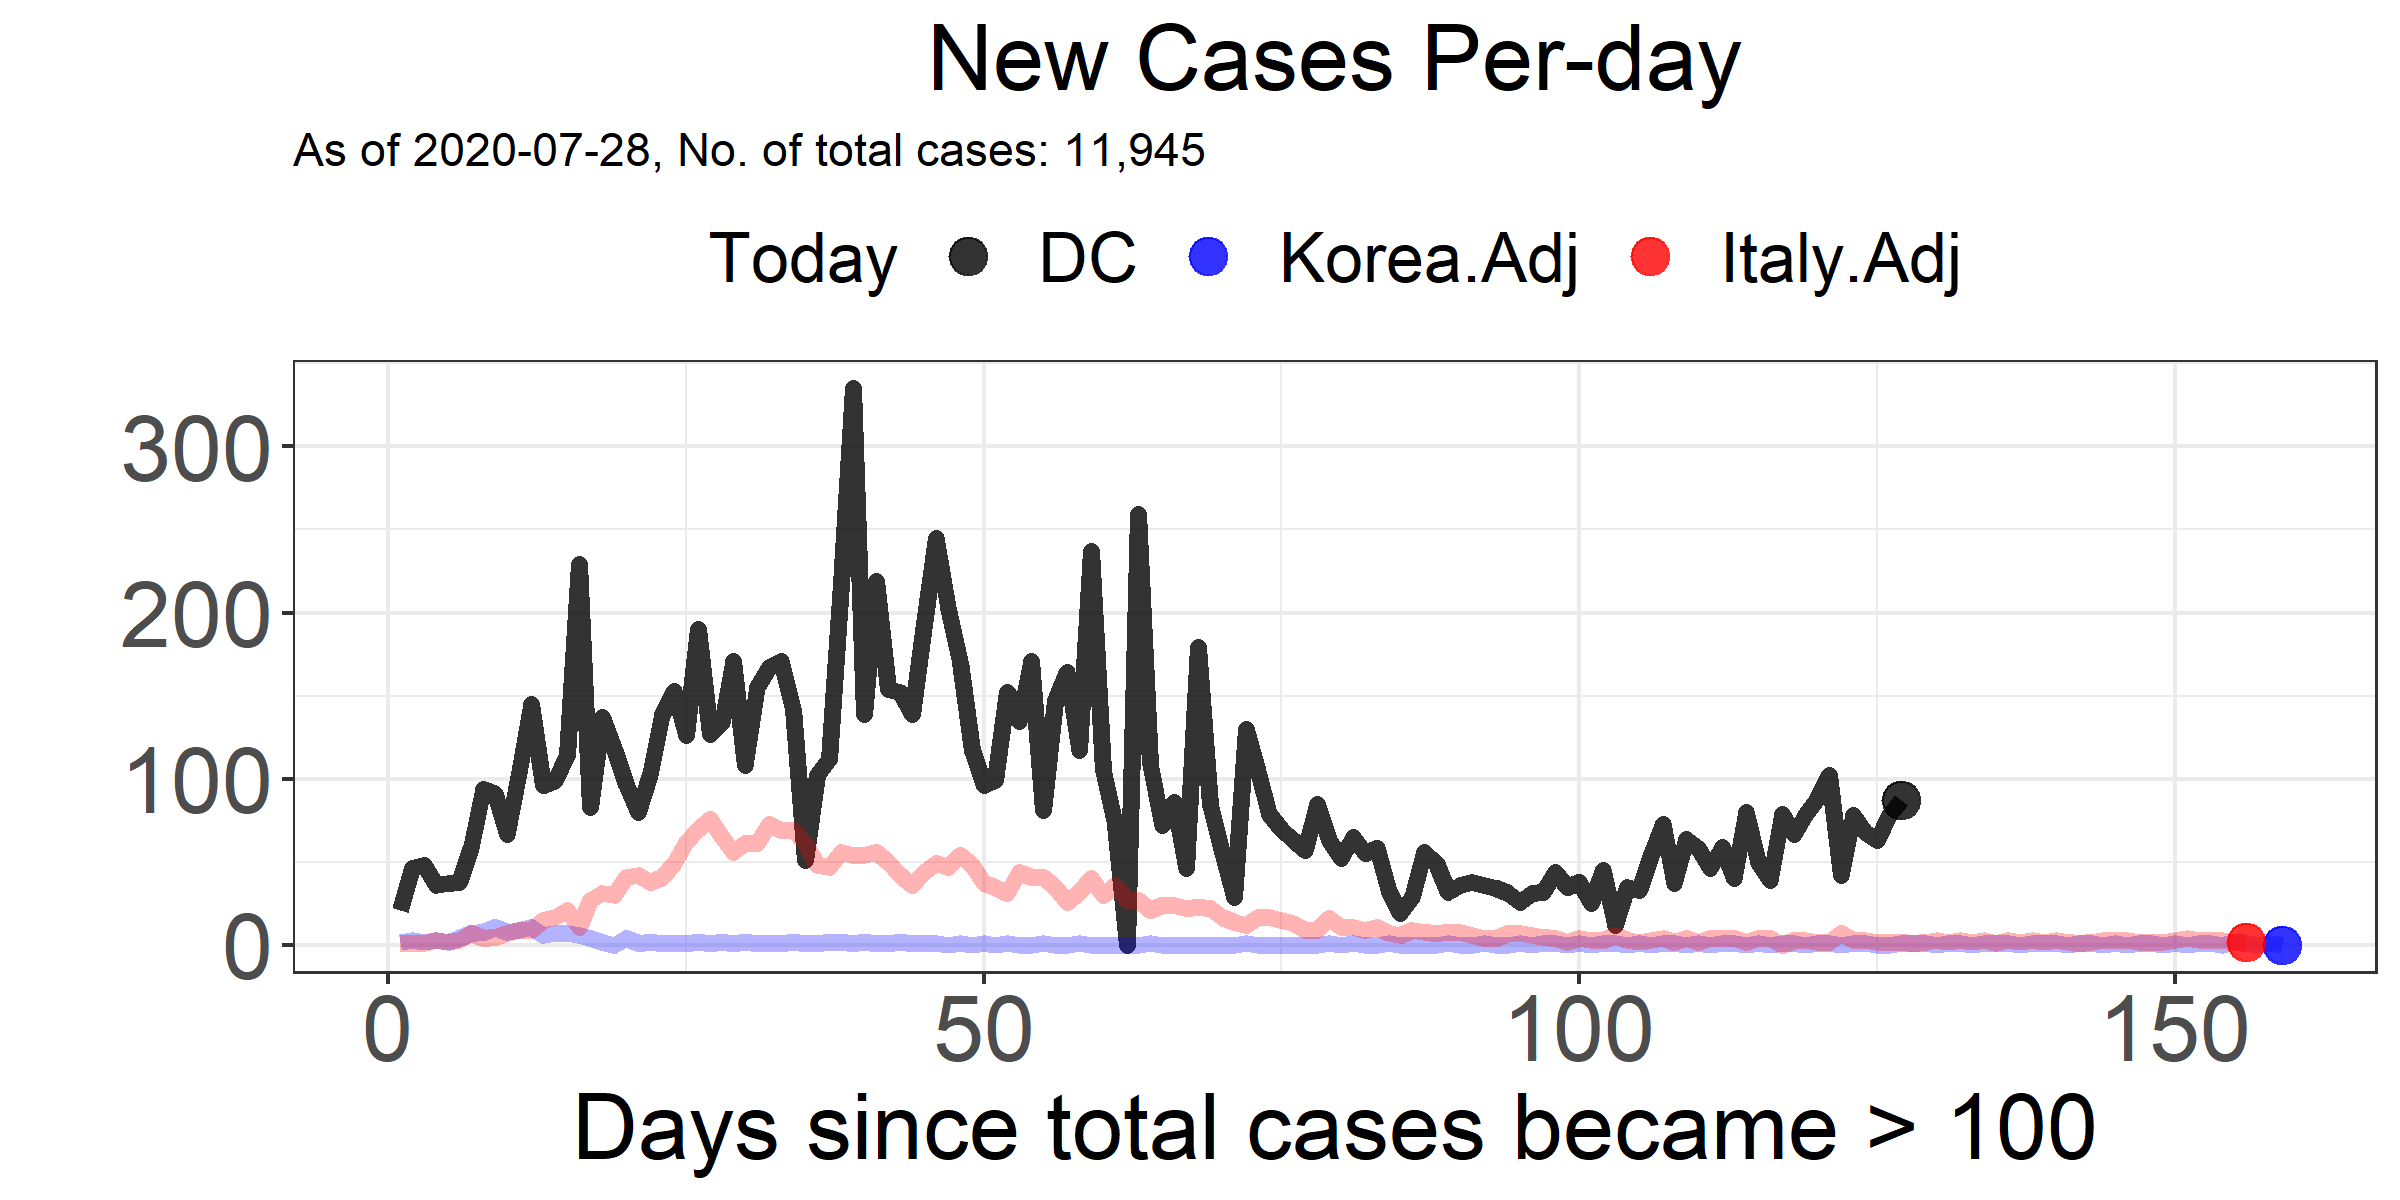 New Cases Per-day
As of 2020-07-28, No. of total cases: 11,945
Today DC Korea.Adj Italy.Adj
300
200
100
0
0 50 100 150
Days since total cases became > 100